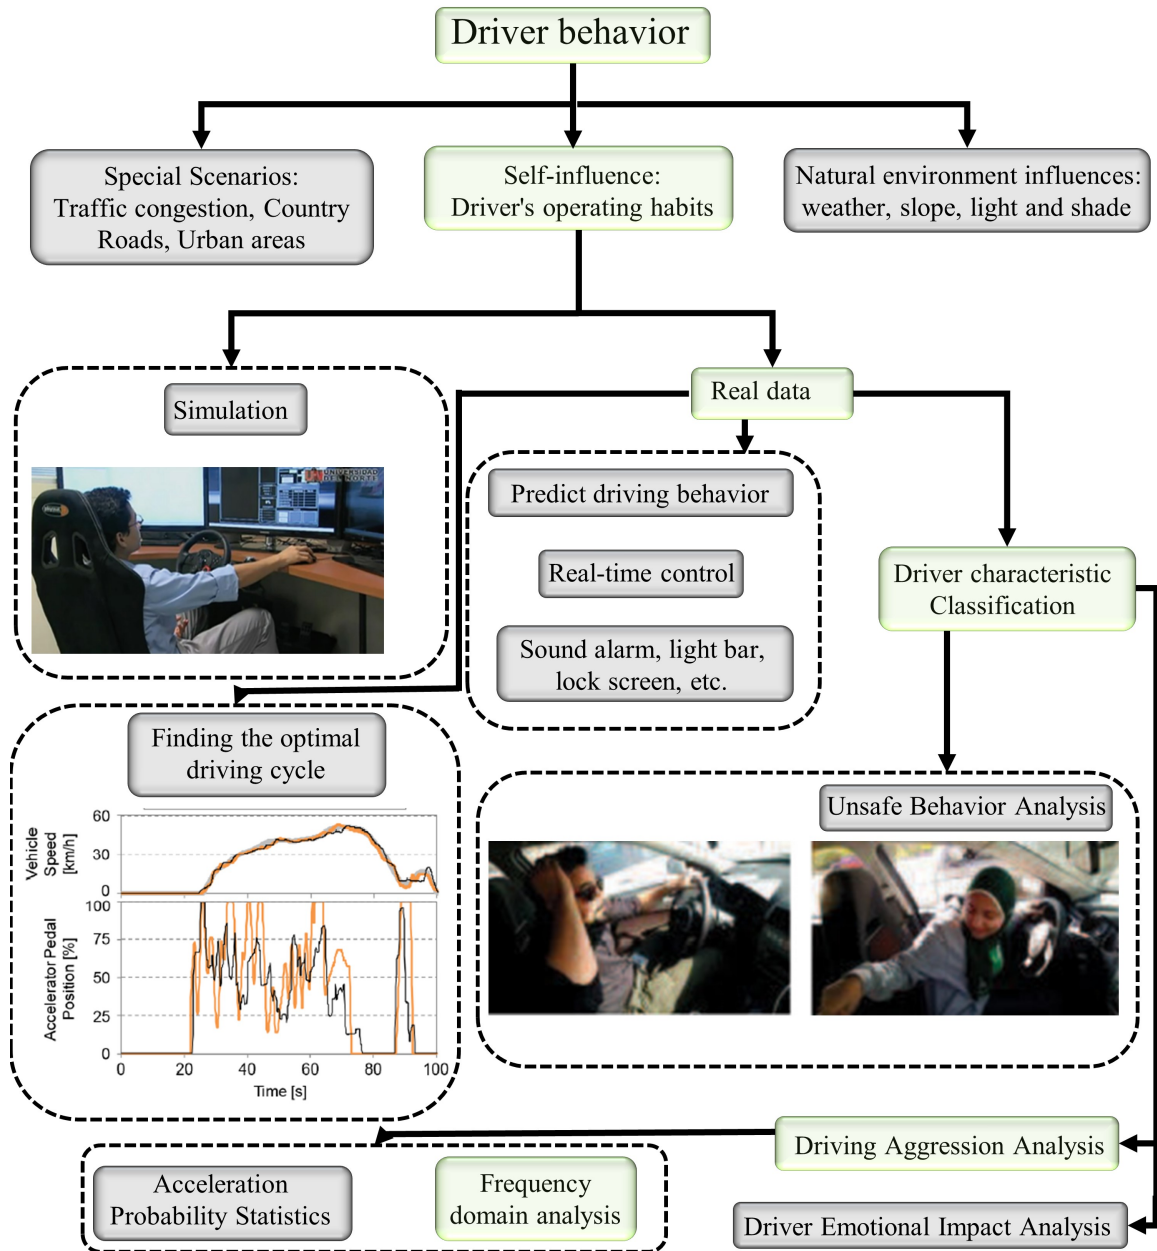 Driver behavior
Special Scenarios:
Traffic congestion, Country
Roads, Urban areas
Self-influence:
Driver's operating habits
Natural environment influences:
weather, slope, light and shade
Simulation
UNIVERSIDAD
DEL NORTE
Real data
Predict driving behavior
Real-time control
Sound alarm, light bar,
lock screen, etc.
Driver characteristic
Classification
Finding the optimal
driving cycle
Vehicle
Speed
[km/h]
60
30
0
Accelerator Pedal
Position [%]
100
75
50
25
0
0 20 40 60 80 100
Time [s]
Unsafe Behavior Analysis
Driving Aggression Analysis
Driver Emotional Impact Analysis
Acceleration
Probability Statistics
Frequency
domain analysis